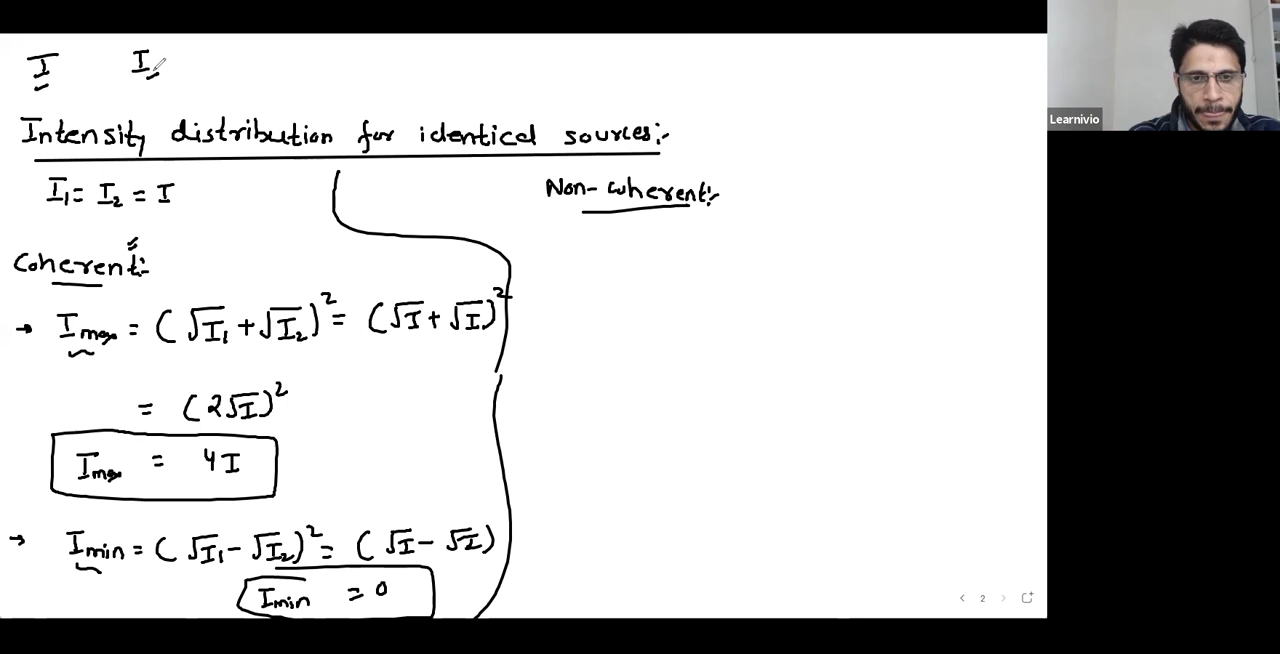 I I
Intensity distribution for identical sources:-
I₁ = I₂ = I
Non-coherent:-
Coherent:-
→ Imax = (√I₁ + √I₂)² = (√I + √I)²
= (2√I)²
Imax = 4I
→ Imin = (√I₁ - √I₂)² = (√I - √I)
Imin = 0
Learnivio
2